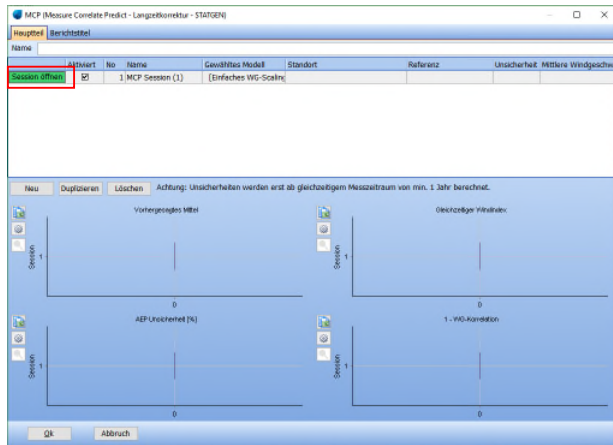 MCP (Measure Correlate Predict - Langzeitkorrektur - STATGEN)
Hauptteil Berichtstitel
Name
Aktiviert No Name Gewähltes Modell Standort Referenz Unsicherheit Mittlere Windgeschw
Session öffnen 1 MCP Session (1) {Einfaches WG-Scaling
Neu Duplizieren Löschen Achtung: Unsicherheiten werden erst ab gleichzeitigem Messzeitraum von min. 1 Jahr berechnet.
Vorhergesagtes Mittel
Session
1
0
Gleichzeitiger Windindex
Session
1
0
AEP Unsicherheit [%]
Session
1
0
1 - WG-Korrelation
Session
1
0
Ok Abbruch